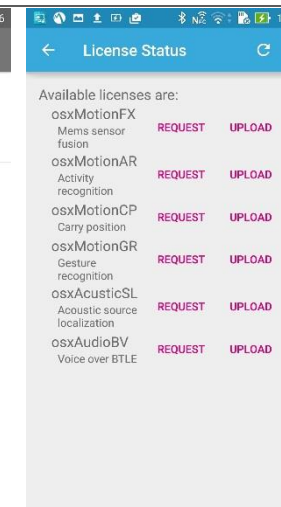 License Status
Available licenses are:
osxMotionFX
Mems sensor
fusion
REQUEST
UPLOAD
osxMotionAR
Activity
recognition
REQUEST
UPLOAD
osxMotionCP
Carry position
REQUEST
UPLOAD
osxMotionGR
Gesture
recognition
REQUEST
UPLOAD
osxAcusticSL
Acoustic source
localization
REQUEST
UPLOAD
osxAudioBV
Voice over BTLE
REQUEST
UPLOAD